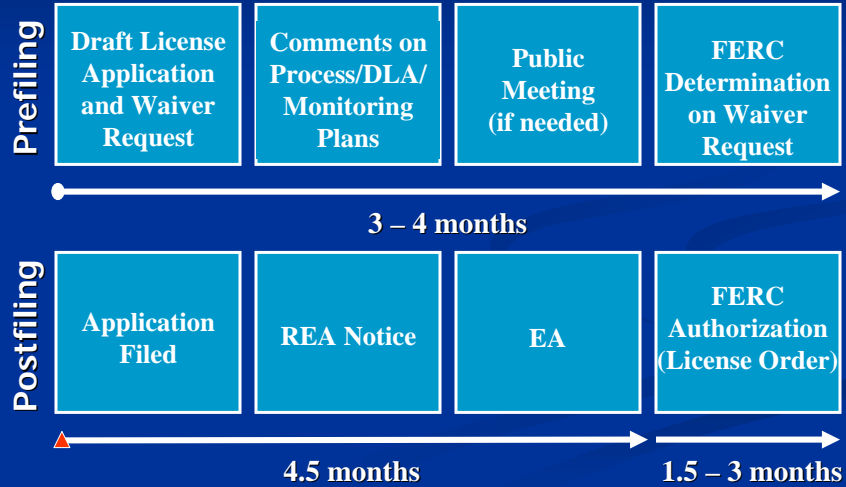 Prefiling
Draft License
Application
and Waiver
Request
Comments on
Process/DLA/
Monitoring
Plans
Public
Meeting
(if needed)
FERC
Determination
on Waiver
Request
3 – 4 months
Postfiling
Application
Filed
REA Notice
EA
FERC
Authorization
(License Order)
4.5 months
1.5 – 3 months